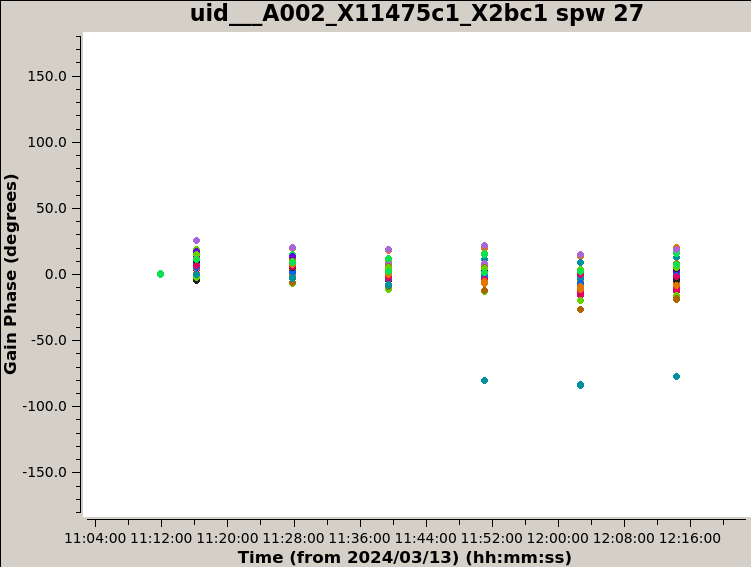 uid___A002_X11475c1_X2bc1 spw 27
150.0
100.0
50.0
0.0
-50.0
-100.0
-150.0
Gain Phase (degrees)
11:04:00 11:12:00 11:20:00 11:28:00 11:36:00 11:44:00 11:52:00 12:00:00 12:08:00 12:16:00
Time (from 2024/03/13) (hh:mm:ss)